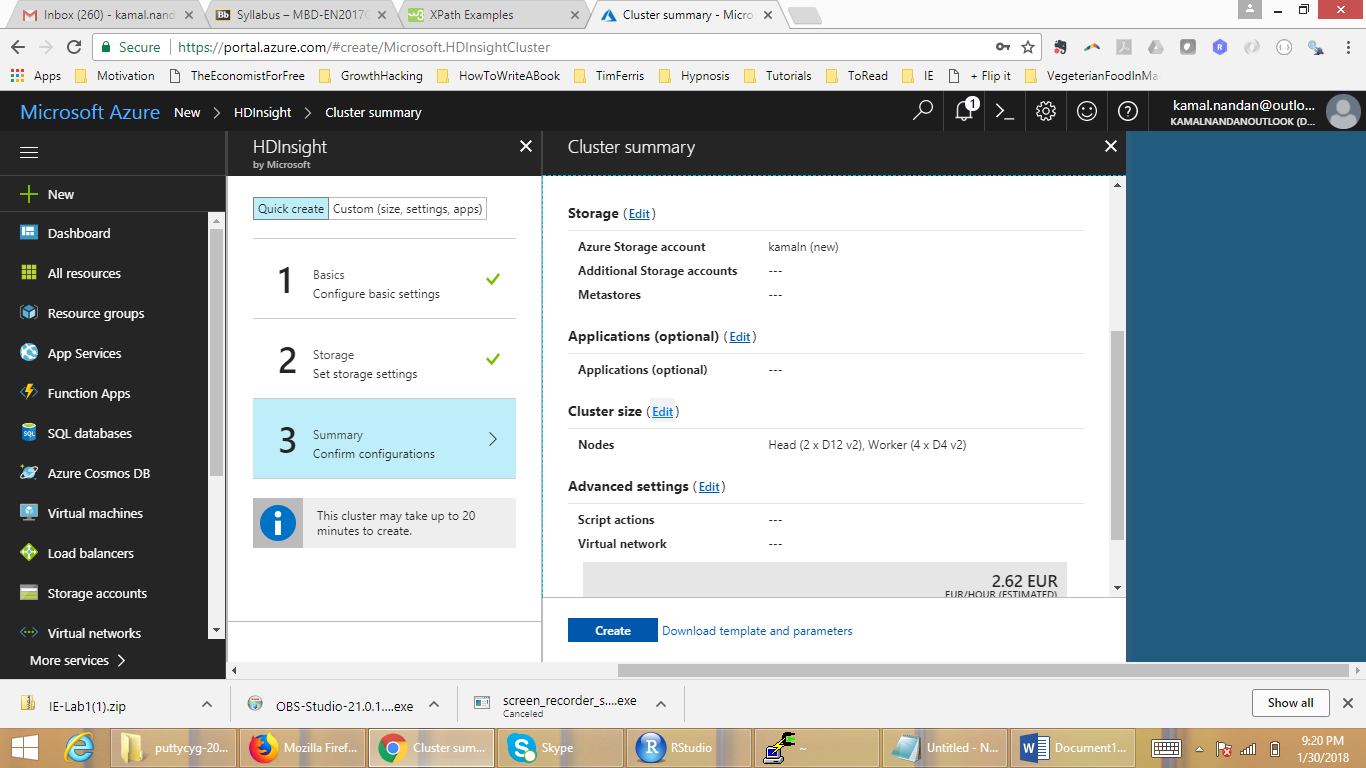 Inbox (260) - kamal.nand
Syllabus – MBD-EN2017
XPath Examples
Cluster summary - Micro
Secure
https://portal.azure.com/#create/Microsoft.HDInsightCluster
Apps
Motivation
TheEconomistForFree
GrowthHacking
HowToWriteABook
TimFerris
Hypnosis
Tutorials
ToRead
IE
+ Flip it
VegeterianFoodInMa
Microsoft Azure
New
HDInsight
Cluster summary
1
kamal.nandan@outlo...
KAMALNANDANOUTLOOK (D...
HDInsight
by Microsoft
Cluster summary
New
Dashboard
All resources
Resource groups
App Services
Function Apps
SQL databases
Azure Cosmos DB
Virtual machines
Load balancers
Storage accounts
Virtual networks
More services
Quick create
Custom (size, settings, apps)
1
Basics
Configure basic settings
2
Storage
Set storage settings
3
Summary
Confirm configurations
This cluster may take up to 20
minutes to create.
Storage (Edit)
Azure Storage account kamaln (new)
Additional Storage accounts ---
Metastores ---
Applications (optional) (Edit)
Applications (optional) ---
Cluster size (Edit)
Nodes Head (2 x D12 v2), Worker (4 x D4 v2)
Advanced settings (Edit)
Script actions ---
Virtual network ---
2.62 EUR
EUR/HOUR (ESTIMATED)
Create
Download template and parameters
IE-Lab1(1).zip
OBS-Studio-21.0.1....exe
screen_recorder_s....exe
Canceled
Show all
puttycyg-20...
Mozilla Firef...
Cluster sum...
Skype
RStudio
~
Untitled - N...
Document1...
9:20 PM
1/30/2018